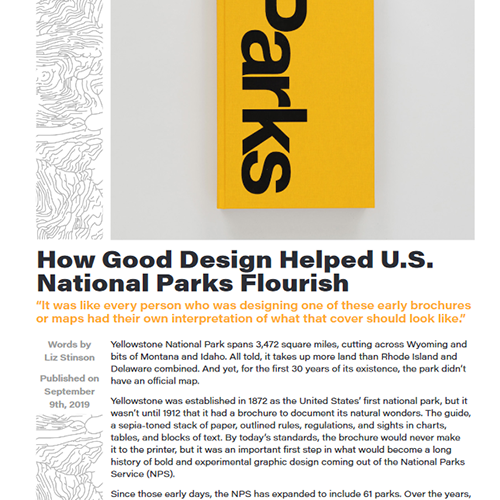 Parks
How Good Design Helped U.S.
National Parks Flourish
“It was like every person who was designing one of these early brochures
or maps had their own interpretation of what that cover should look like.”
Words by
Liz Stinson
Published on
September
9th, 2019
Yellowstone National Park spans 3,472 square miles, cutting across Wyoming and
bits of Montana and Idaho. All told, it takes up more land than Rhode Island and
Delaware combined. And yet, for the first 30 years of its existence, the park didn’t
have an official map.
Yellowstone was established in 1872 as the United States’ first national park, but it
wasn’t until 1912 that it had a brochure to document its natural wonders. The guide,
a sepia-toned stack of paper, outlined rules, regulations, and sights in charts,
tables, and blocks of text. By today’s standards, the brochure would never make
it to the printer, but it was an important first step in what would become a long
history of bold and experimental graphic design coming out of the National Parks
Service (NPS).
Since those early days, the NPS has expanded to include 61 parks. Over the years,